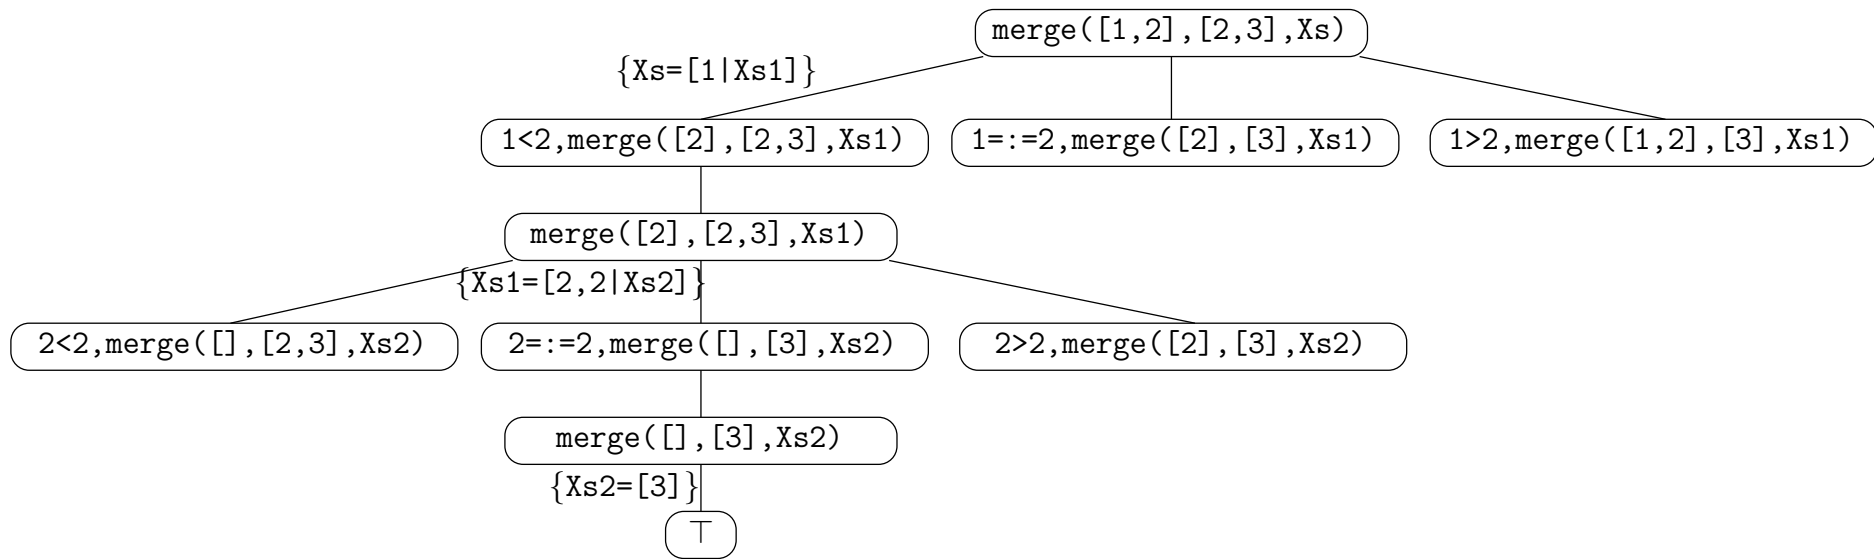 merge([1,2],[2,3],Xs)
{Xs=[1|Xs1]}
1<2,merge([2],[2,3],Xs1)
1=:=2,merge([2],[3],Xs1)
1>2,merge([1,2],[3],Xs1)
merge([2],[2,3],Xs1)
{Xs1=[2,2|Xs2]}
2<2,merge([],[2,3],Xs2)
2=:=2,merge([],[3],Xs2)
2>2,merge([2],[3],Xs2)
merge([],[3],Xs2)
{Xs2=[3]}
⊤